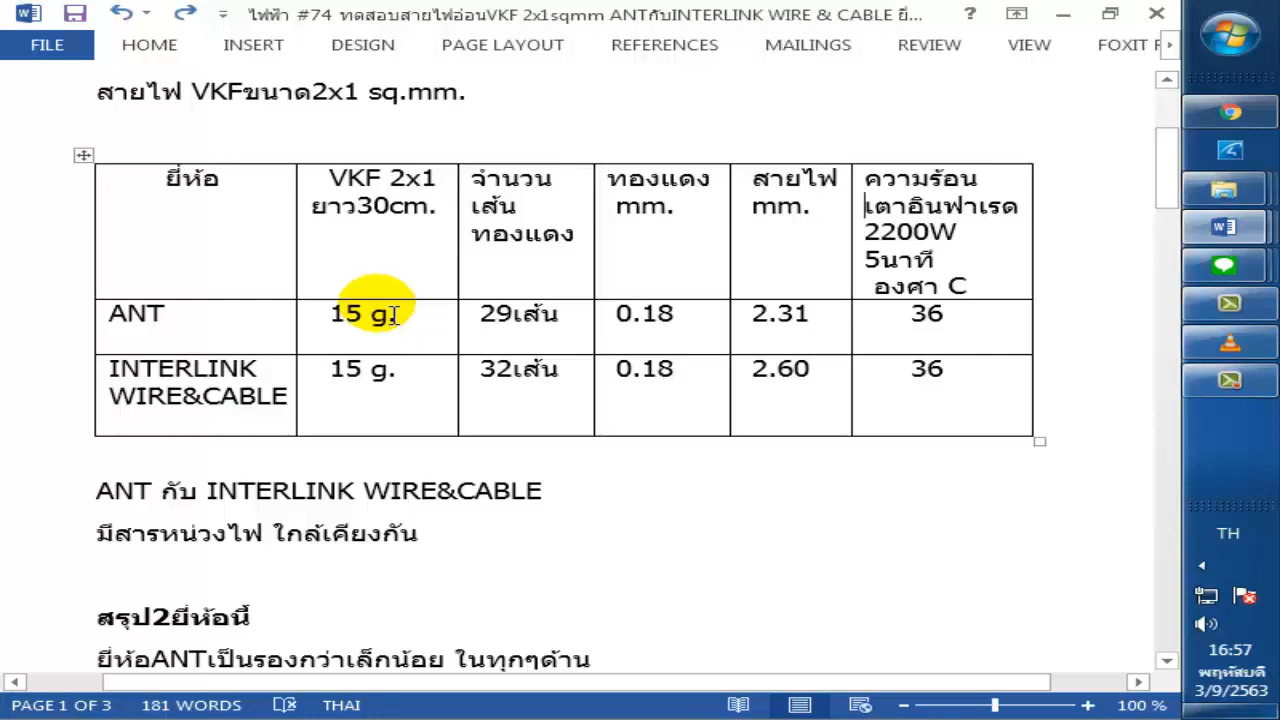 ไฟฟ้า #74 ทดสอบสายไฟอ่อนVKF 2x1sqmm ANTกับINTERLINK WIRE & CABLE ยี่...
FILE HOME INSERT DESIGN PAGE LAYOUT REFERENCES MAILINGS REVIEW VIEW FOXIT F
สายไฟ VKFขนาด2x1 sq.mm.
ยี่ห้อ
VKF 2x1
ยาว30cm.
จำนวน
เส้น
ทองแดง
ทองแดง
mm.
สายไฟ
mm.
ความร้อน
เตาอินฟาเรด
2200W
5นาที
องศา C
ANT 15 g. 29เส้น 0.18 2.31 36
INTERLINK 15 g. 32เส้น 0.18 2.60 36
WIRE&CABLE
ANT กับ INTERLINK WIRE&CABLE
มีสารหน่วงไฟ ใกล้เคียงกัน
สรุป2ยี่ห้อนี้
ยี่ห้อANTเป็นรองกว่าเล็กน้อย ในทุกๆด้าน
PAGE 1 OF 3 181 WORDS THAI 100 %
TH
16:57
พฤหัสบดี
3/9/2563